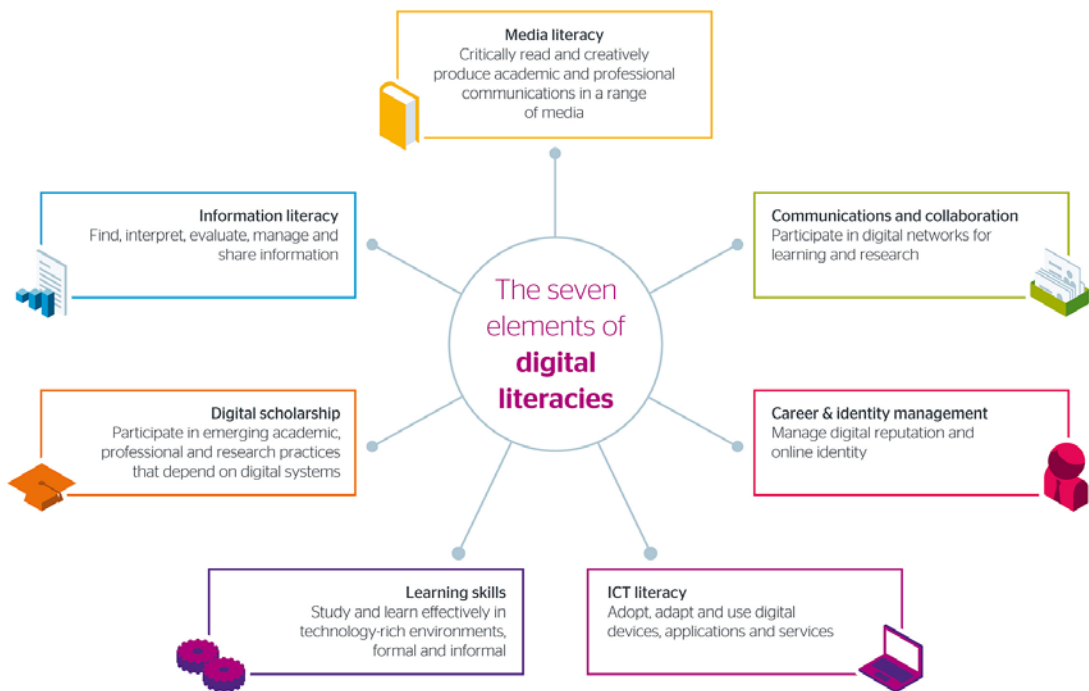 Media literacy
Critically read and creatively
produce academic and professional
communications in a range
of media
Information literacy
Find, interpret, evaluate, manage and
share information
Communications and collaboration
Participate in digital networks for
learning and research
The seven
elements of
digital
literacies
Digital scholarship
Participate in emerging academic,
professional and research practices
that depend on digital systems
Career & identity management
Manage digital reputation and
online identity
Learning skills
Study and learn effectively in
technology-rich environments,
formal and informal
ICT literacy
Adopt, adapt and use digital
devices, applications and services